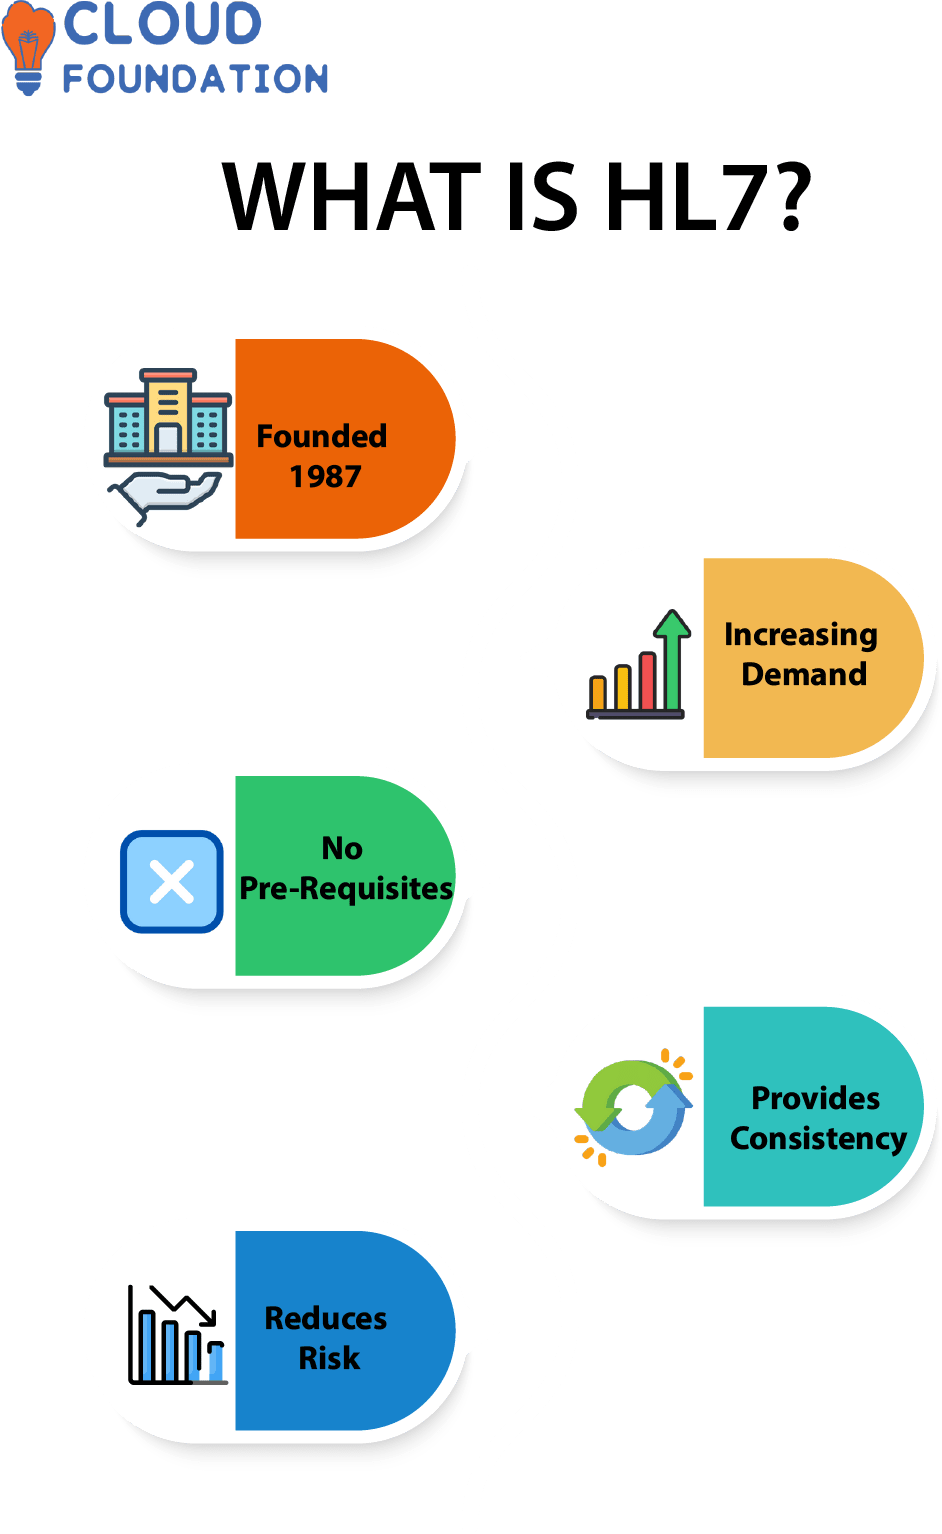 CLOUD
FOUNDATION
WHAT IS HL7?
Founded
1987
Increasing
Demand
No
Pre-Requisites
Provides
Consistency
Reduces
Risk